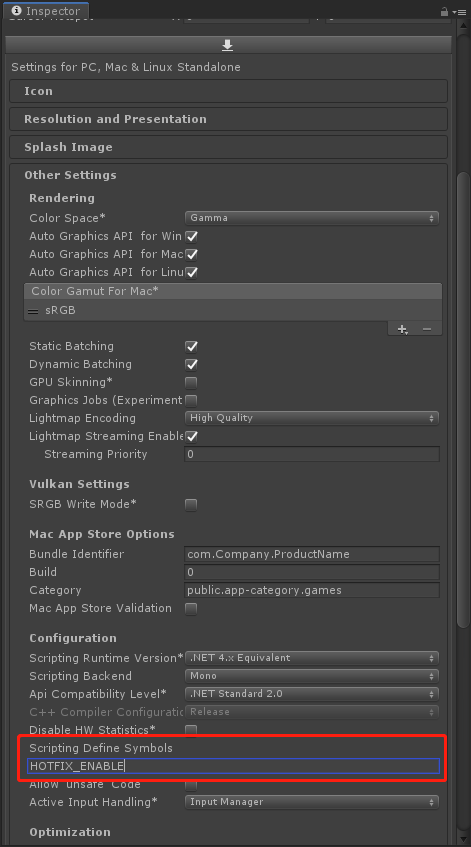 Inspector
Settings for PC, Mac & Linux Standalone
Icon
Resolution and Presentation
Splash Image
Other Settings
Rendering
Color Space* Gamma
Auto Graphics API for Win
Auto Graphics API for Mac
Auto Graphics API for Linu
Color Gamut For Mac*
sRGB
Static Batching
Dynamic Batching
GPU Skinning*
Graphics Jobs (Experiment
Lightmap Encoding High Quality
Lightmap Streaming Enable
Streaming Priority 0
Vulkan Settings
SRGB Write Mode*
Mac App Store Options
Bundle Identifier com.Company.ProductName
Build 0
Category public.app-category.games
Mac App Store Validation
Configuration
Scripting Runtime Version* .NET 4.x Equivalent
Scripting Backend Mono
Api Compatibility Level* .NET Standard 2.0
C++ Compiler Configuratio Release
Disable HW Statistics*
Scripting Define Symbols
HOTFIX_ENABLE
Allow 'unsafe' Code
Active Input Handling* Input Manager
Optimization